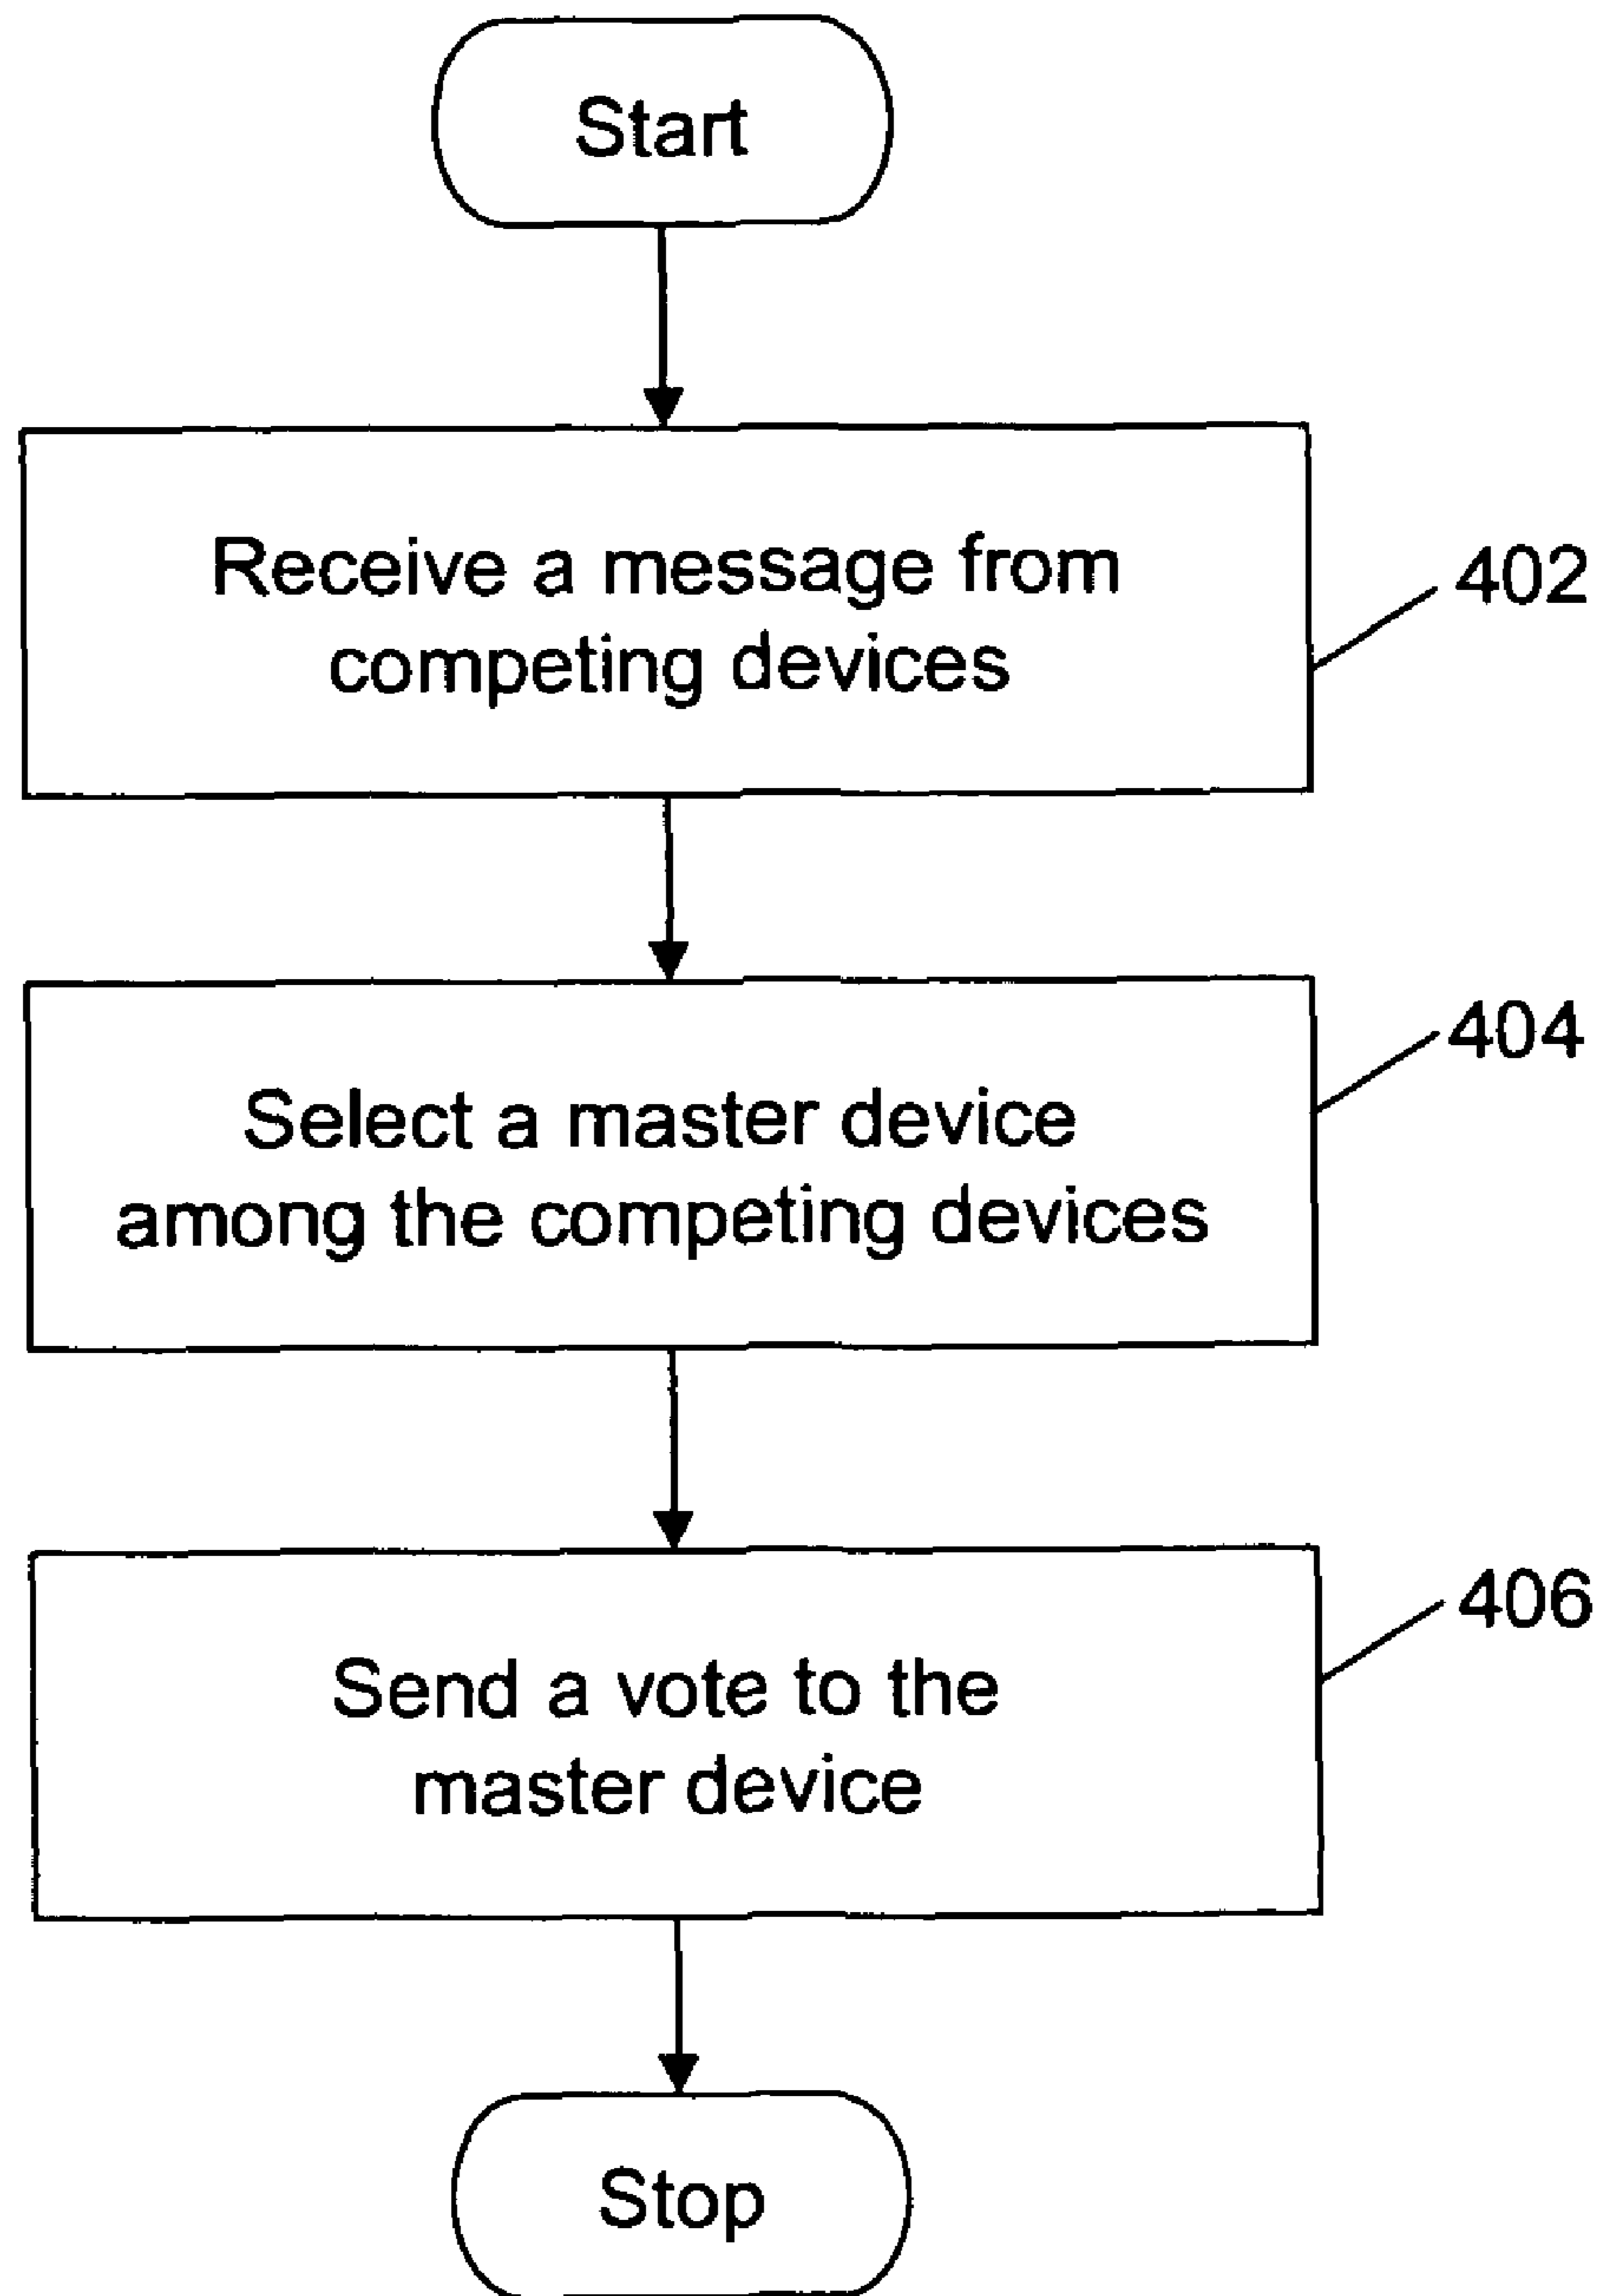 Start
Receive a message from
competing devices
402
Select a master device
among the competing devices
404
Send a vote to the
master device
406
Stop